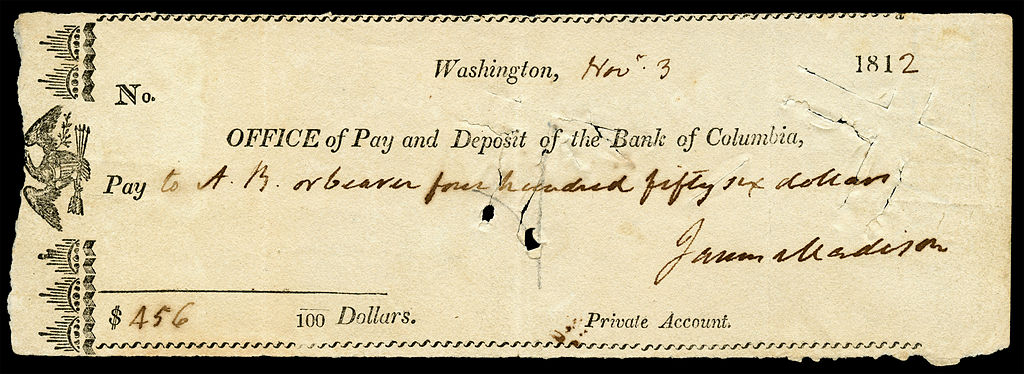 Washington, Novr. 3 1812
No.
OFFICE of Pay and Deposit of the Bank of Columbia,
Pay to A. B. or bearer four hundred fifty six dollars
James Madison
$ 456 100 Dollars. Private Account.